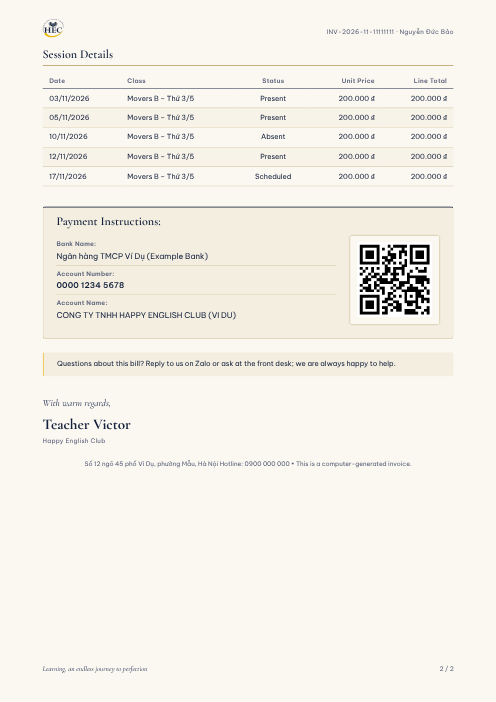 HEC
INV-2026-11-11111111 · Nguyễn Đức Bảo
Session Details
Date Class Status Unit Price Line Total
03/11/2026 Movers B – Thứ 3/5 Present 200.000 ₫ 200.000 ₫
05/11/2026 Movers B – Thứ 3/5 Present 200.000 ₫ 200.000 ₫
10/11/2026 Movers B – Thứ 3/5 Absent 200.000 ₫ 200.000 ₫
12/11/2026 Movers B – Thứ 3/5 Present 200.000 ₫ 200.000 ₫
17/11/2026 Movers B – Thứ 3/5 Scheduled 200.000 ₫ 200.000 ₫
Payment Instructions:
Bank Name:
Ngân hàng TMCP Ví Dụ (Example Bank)
Account Number:
0000 1234 5678
Account Name:
CONG TY TNHH HAPPY ENGLISH CLUB (VI DU)
Questions about this bill? Reply to us on Zalo or ask at the front desk; we are always happy to help.
With warm regards,
Teacher Victor
Happy English Club
Số 12 ngõ 45 phố Ví Dụ, phường Mẫu, Hà Nội Hotline: 0900 000 000 • This is a computer-generated invoice.
Learning, an endless journey to perfection
2 / 2